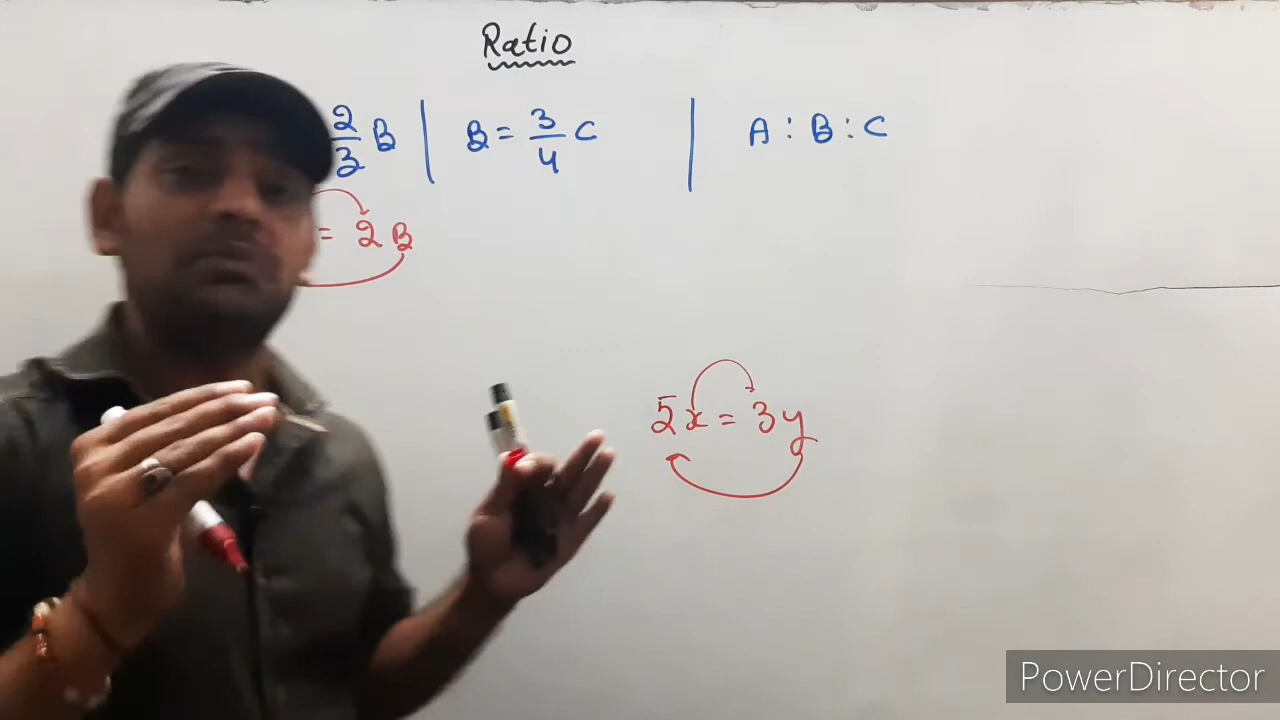 Ratio
2/3 B | B = 3/4 C | A : B : C
= 2B
5x = 3y
PowerDirector